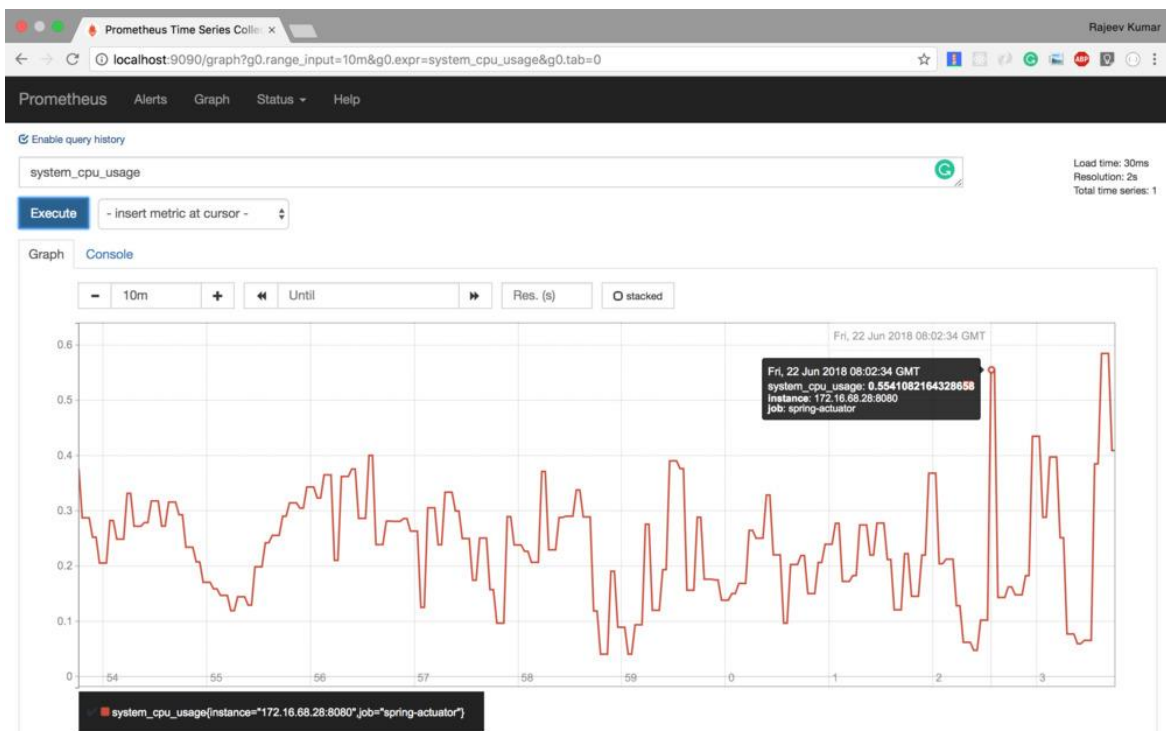 Prometheus Time Series Collec ×
Rajeev Kumar
localhost:9090/graph?g0.range_input=10m&g0.expr=system_cpu_usage&g0.tab=0
ABP
Prometheus Alerts Graph Status Help
Enable query history
system_cpu_usage
G
Load time: 30ms
Resolution: 2s
Total time series: 1
Execute
- insert metric at cursor -
Graph Console
- 10m + Until Res. (s) stacked
Fri, 22 Jun 2018 08:02:34 GMT
Fri, 22 Jun 2018 08:02:34 GMT
system_cpu_usage: 0.5541082164328658
instance: 172.16.68.28:8080
job: spring-actuator
0.6
0.5
0.4
0.3
0.2
0.1
0
54 55 56 57 58 59 0 1 2 3
system_cpu_usage{instance="172.16.68.28:8080",job="spring-actuator"}